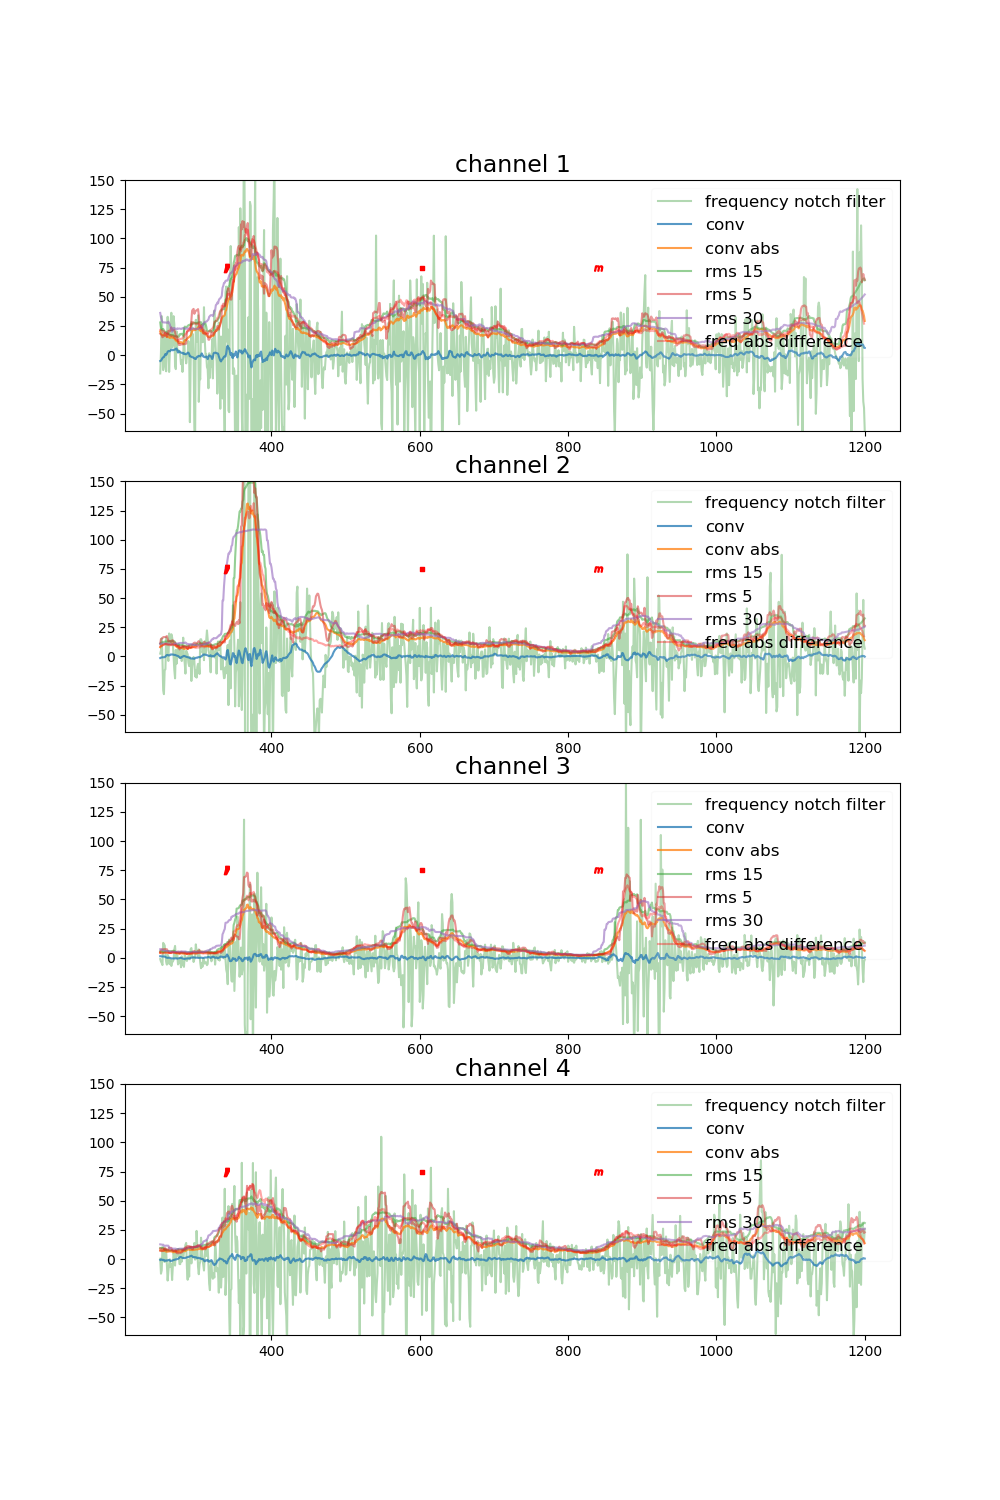 channel 1
150
125
100
75
50
25
0
−25
−50
, . m
frequency notch filter
conv
conv abs
rms 15
rms 5
rms 30
freq abs difference
400 600 800 1000 1200
channel 2
150
125
100
75
50
25
0
−25
−50
, . m
frequency notch filter
conv
conv abs
rms 15
rms 5
rms 30
freq abs difference
400 600 800 1000 1200
channel 3
150
125
100
75
50
25
0
−25
−50
, . m
frequency notch filter
conv
conv abs
rms 15
rms 5
rms 30
freq abs difference
400 600 800 1000 1200
channel 4
150
125
100
75
50
25
0
−25
−50
, . m
frequency notch filter
conv
conv abs
rms 15
rms 5
rms 30
freq abs difference
400 600 800 1000 1200